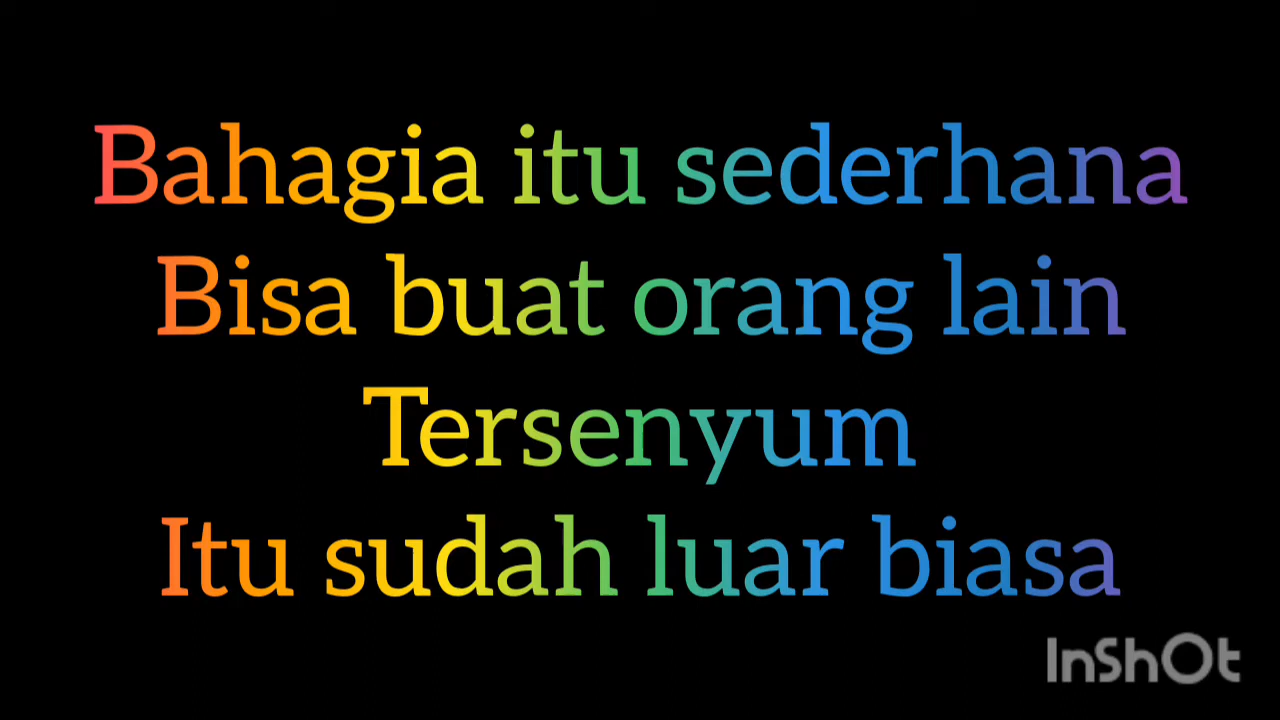 Bahagia itu sederhana
Bisa buat orang lain
Tersenyum
Itu sudah luar biasa
InShOt